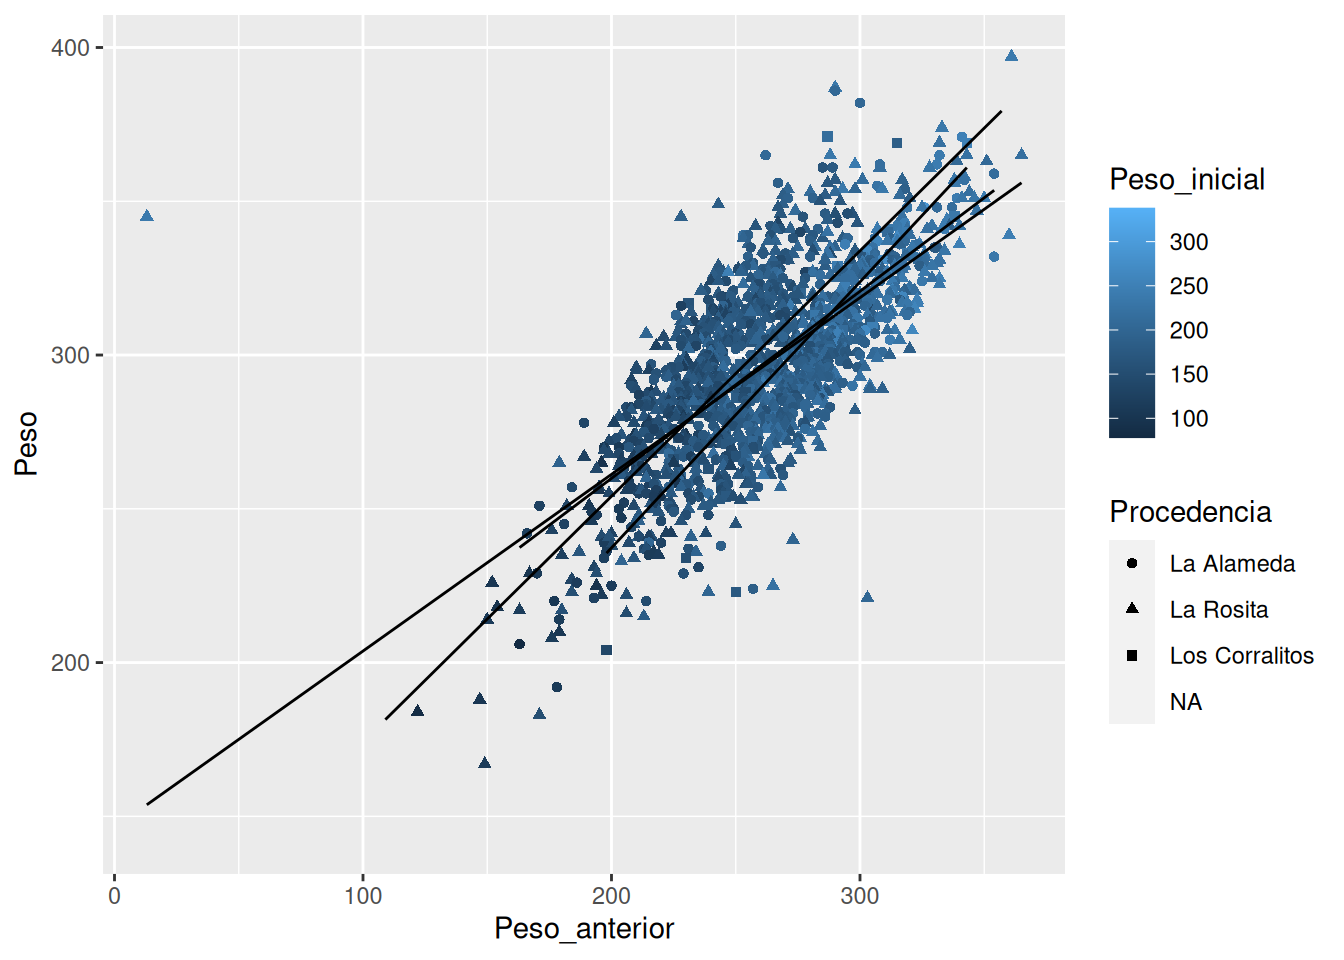 400
300
200
0
100
200
300
Peso_anterior
Peso
Peso_inicial
300
250
200
150
100
Procedencia
La Alameda
La Rosita
Los Corralitos
NA